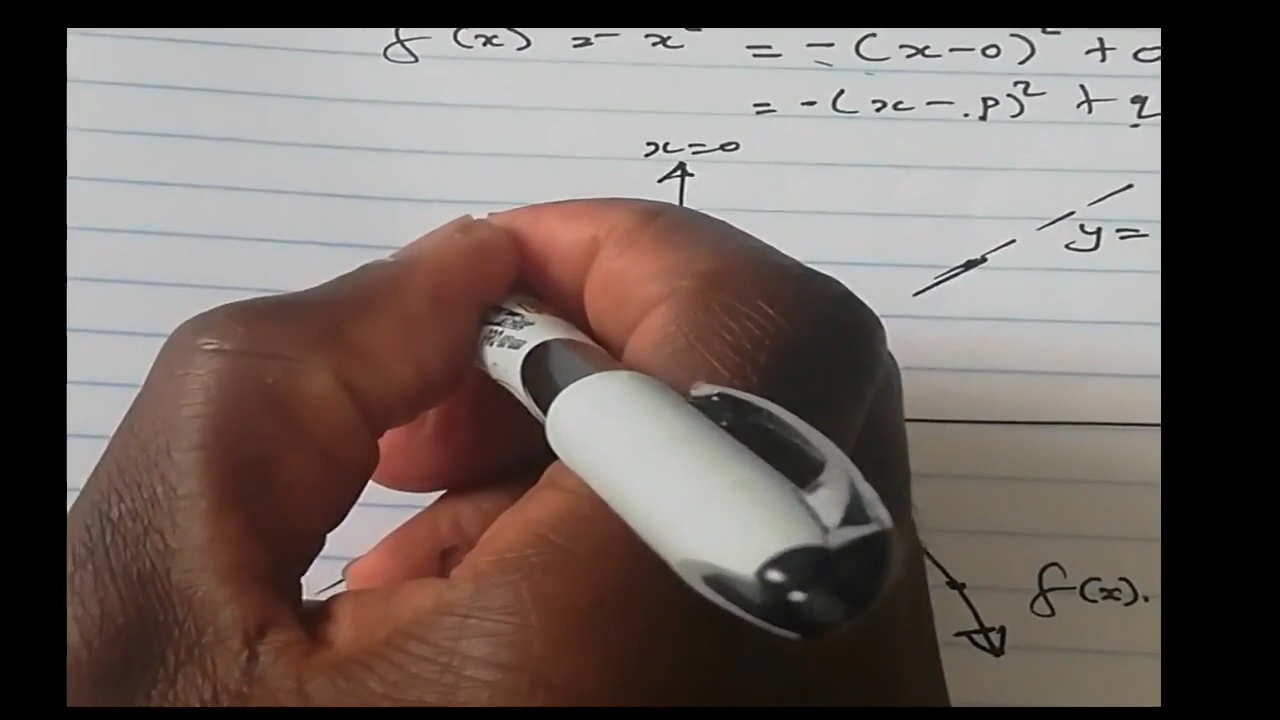 f(x) = -x² = -(x-0)² + 0
= -(x-p)² + q
x=0
y=
f(x).